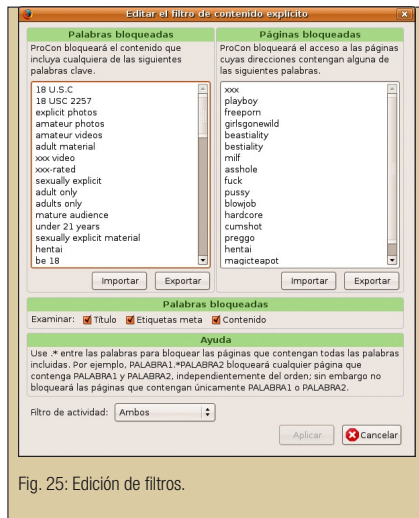 Editar el filtro de contenido explícito
Palabras bloqueadas
ProCon bloqueará el contenido que
incluya cualquiera de las siguientes
palabras clave.
18 U.S.C
18 USC 2257
explicit photos
amateur photos
amateur videos
adult material
xxx video
xxx-rated
sexually explicit
adult only
adults only
mature audience
under 21 years
sexually explicit material
hentai
be 18
Importar
Exportar
Páginas bloqueadas
ProCon bloqueará el acceso a las páginas
cuyas direcciones contengan alguna de
las siguientes palabras.
xxx
playboy
freeporn
girlsgonewild
beastiality
bestiality
milf
asshole
fuck
pussy
blowjob
hardcore
cumshot
preggo
hentai
magicteapot
Importar
Exportar
Palabras bloqueadas
Examinar: Título Etiquetas meta Contenido
Ayuda
Use .* entre las palabras para bloquear las páginas que contengan todas las palabras
incluidas. Por ejemplo, PALABRA1.*PALABRA2 bloqueará cualquier página que
contenga PALABRA1 y PALABRA2, independientemente del orden; sin embargo no
bloqueará las páginas que contengan únicamente PALABRA1 o PALABRA2.
Filtro de actividad: Ambos
Aplicar
Cancelar
Fig. 25: Edición de filtros.